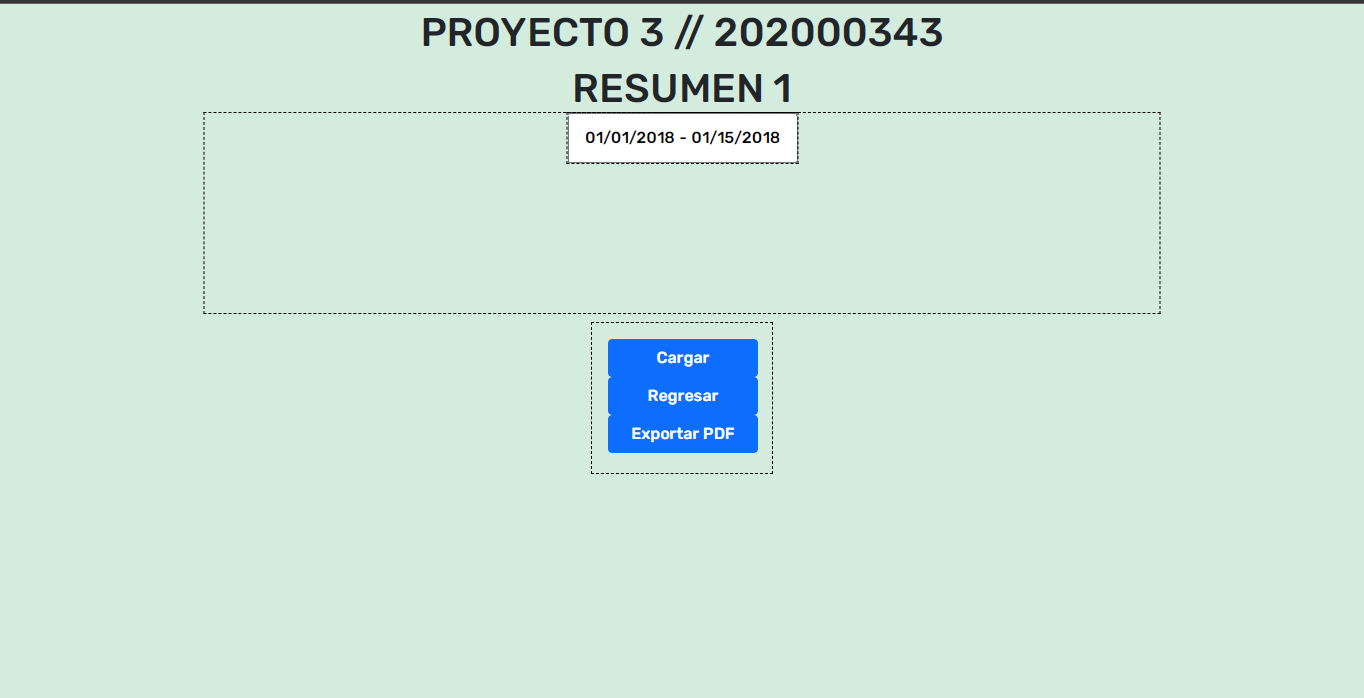 PROYECTO 3 // 202000343
RESUMEN 1
01/01/2018 - 01/15/2018
Cargar
Regresar
Exportar PDF